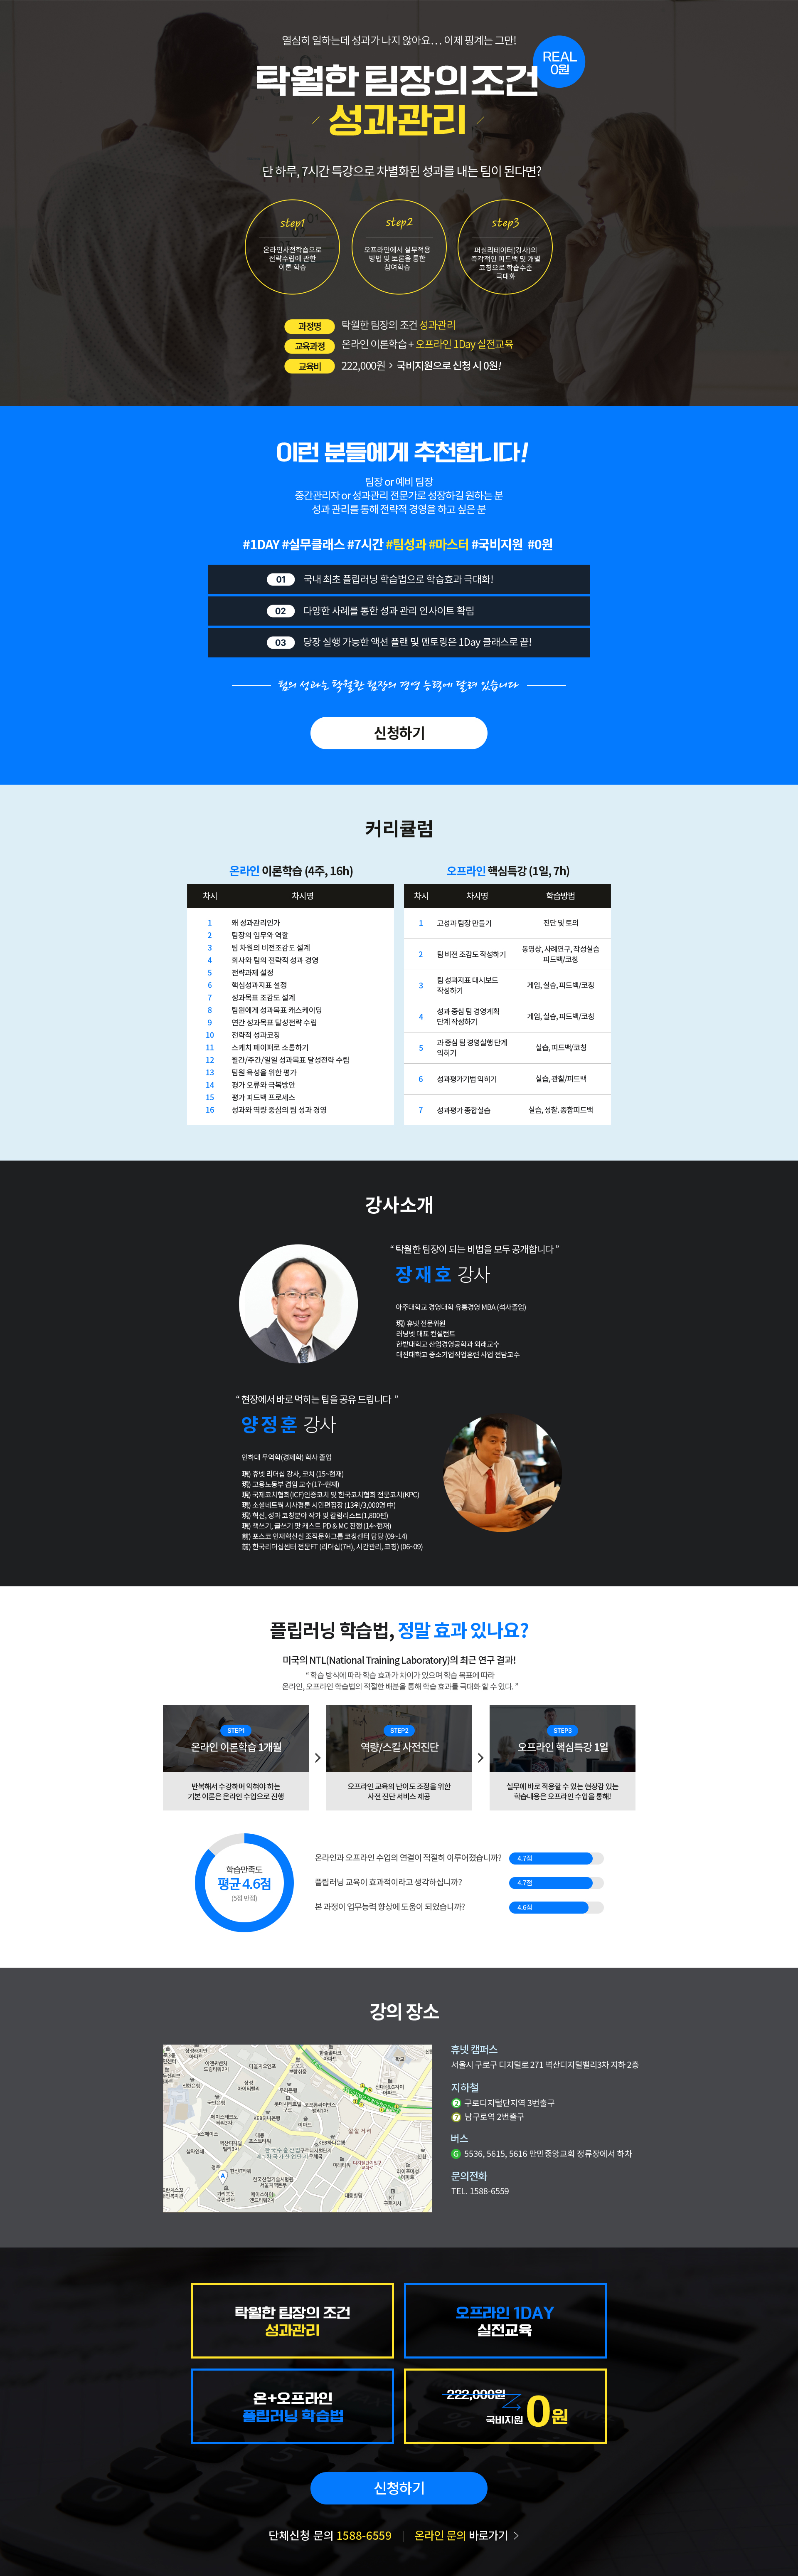 열심히 일하는데 성과가 나지 않아요… 이제 핑계는 그만!
REAL
0원
탁월한 팀장의 조건
성과관리
단 하루, 7시간 특강으로 차별화된 성과를 내는 팀이 된다면?
step1
온라인사전학습으로
전략수립에 관한
이론 학습
step2
오프라인에서 실무적용
방법 및 토론을 통한
참여학습
step3
퍼실리테이터(강사)의
즉각적인 피드백 및 개별
코칭으로 학습수준
극대화
과정명 탁월한 팀장의 조건 성과관리
교육과정 온라인 이론학습 + 오프라인 1Day 실전교육
교육비 222,000원 > 국비지원으로 신청 시 0원!
이런 분들에게 추천합니다!
팀장 or 예비 팀장
중간관리자 or 성과관리 전문가로 성장하길 원하는 분
성과 관리를 통해 전략적 경영을 하고 싶은 분
#1DAY #실무클래스 #7시간 #팀성과 #마스터 #국비지원 #0원
01 국내 최초 플립러닝 학습법으로 학습효과 극대화!
02 다양한 사례를 통한 성과 관리 인사이트 확립
03 당장 실행 가능한 액션 플랜 및 멘토링은 1Day 클래스로 끝!
팀의 성과는 탁월한 팀장의 경영 능력에 달려 있습니다
신청하기
커리큘럼
온라인 이론학습 (4주, 16h)
차시 차시명
1 왜 성과관리인가
2 팀장의 임무와 역할
3 팀 차원의 비전조감도 설계
4 회사와 팀의 전략적 성과 경영
5 전략과제 설정
6 핵심성과지표 설정
7 성과목표 조감도 설계
8 팀원에게 성과목표 캐스케이딩
9 연간 성과목표 달성전략 수립
10 전략적 성과코칭
11 스케치 페이퍼로 소통하기
12 월간/주간/일일 성과목표 달성전략 수립
13 팀원 육성을 위한 평가
14 평가 오류와 극복방안
15 평가 피드백 프로세스
16 성과와 역량 중심의 팀 성과 경영
오프라인 핵심특강 (1일, 7h)
차시 차시명 학습방법
1 고성과 팀장 만들기 진단 및 토의
2 팀 비전 조감도 작성하기 동영상, 사례연구, 작성실습
피드백/코칭
3 팀 성과지표 대시보드
작성하기 게임, 실습, 피드백/코칭
4 성과 중심 팀 경영계획
단계 작성하기 게임, 실습, 피드백/코칭
5 과 중심 팀 경영실행 단계
익히기 실습, 피드백/코칭
6 성과평가기법 익히기 실습, 관찰/피드백
7 성과평가 종합실습 실습, 성찰. 종합피드백
강사소개
“ 탁월한 팀장이 되는 비법을 모두 공개합니다 ”
장재호 강사
아주대학교 경영대학 유통경영 MBA (석사졸업)
現) 휴넷 전문위원
러닝넷 대표 컨설턴트
한밭대학교 산업경영공학과 외래교수
대진대학교 중소기업직업훈련 사업 전담교수
“ 현장에서 바로 먹히는 팁을 공유 드립니다 ”
양정훈 강사
인하대 무역학(경제학) 학사 졸업
現) 휴넷 리더십 강사, 코치 (15~현재)
現) 고용노동부 겸임 교수(17~현재)
現) 국제코치협회(ICF)인증코치 및 한국코치협회 전문코치(KPC)
現) 소셜네트웍 시사평론 시민편집장 (13위/3,000명 中)
現) 혁신, 성과 코칭분야 작가 및 칼럼리스트(1,800편)
現) 책쓰기, 글쓰기 팟 캐스트 PD & MC 진행 (14~현재)
前) 포스코 인재혁신실 조직문화그룹 코칭센터 담당 (09~14)
前) 한국리더십센터 전문FT (리더십(7H), 시간관리, 코칭) (06~09)
플립러닝 학습법, 정말 효과 있나요?
미국의 NTL(National Training Laboratory)의 최근 연구 결과!
“ 학습 방식에 따라 학습 효과가 차이가 있으며 학습 목표에 따라
온라인, 오프라인 학습법의 적절한 배분을 통해 학습 효과를 극대화 할 수 있다. ”
STEP1
온라인 이론학습 1개월
반복해서 수강하며 익혀야 하는
기본 이론은 온라인 수업으로 진행
STEP2
역량/스킬 사전진단
오프라인 교육의 난이도 조정을 위한
사전 진단 서비스 제공
STEP3
오프라인 핵심특강 1일
실무에 바로 적용할 수 있는 현장감 있는
학습내용은 오프라인 수업을 통해!
학습만족도
평균 4.6점
(5점 만점)
온라인과 오프라인 수업의 연결이 적절히 이루어졌습니까? 4.7점
플립러닝 교육이 효과적이라고 생각하십니까? 4.7점
본 과정이 업무능력 향상에 도움이 되었습니까? 4.6점
강의 장소
휴넷 캠퍼스
서울시 구로구 디지털로 271 벽산디지털밸리3차 지하 2층
지하철
2 구로디지털단지역 3번출구
7 남구로역 2번출구
버스
G 5536, 5615, 5616 만민중앙교회 정류장에서 하차
문의전화
TEL. 1588-6559
탁월한 팀장의 조건
성과관리
오프라인 1DAY
실전교육
온+오프라인
플립러닝 학습법
222,000원
국비지원 0원
신청하기
단체신청 문의 1588-6559 | 온라인 문의 바로가기 >